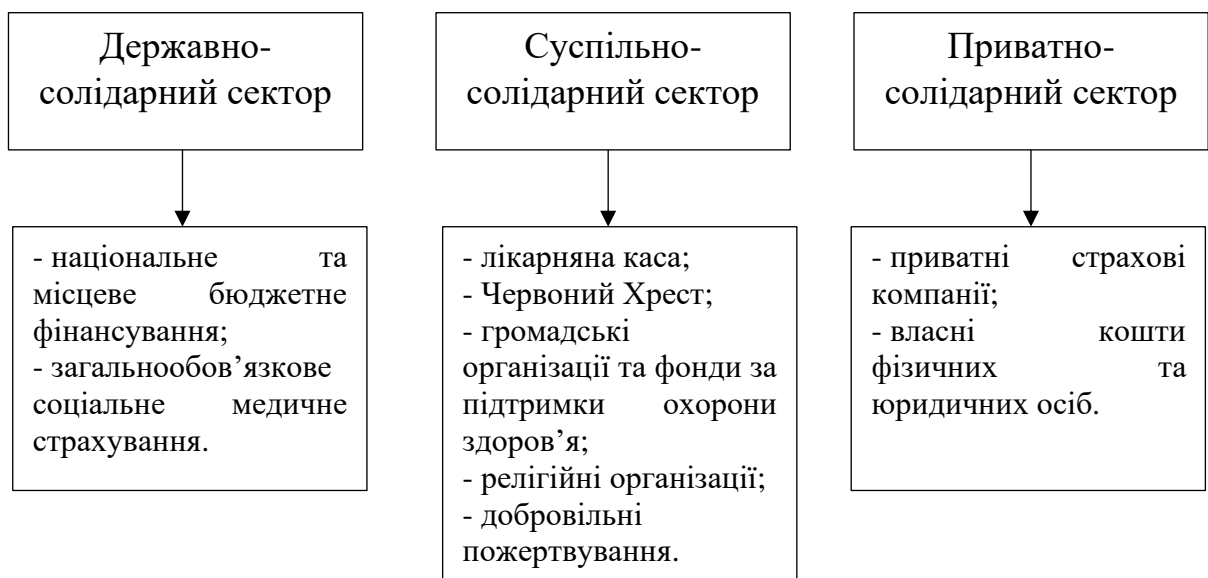 Державно-
солідарний сектор
- національне та
місцеве бюджетне
фінансування;
- загальнообов’язкове
соціальне медичне
страхування.
Суспільно-
солідарний сектор
- лікарняна каса;
- Червоний Хрест;
- громадські
організації та фонди за
підтримки охорони
здоров’я;
- релігійні організації;
- добровільні
пожертвування.
Приватно-
солідарний сектор
- приватні страхові
компанії;
- власні кошти
фізичних та
юридичних осіб.